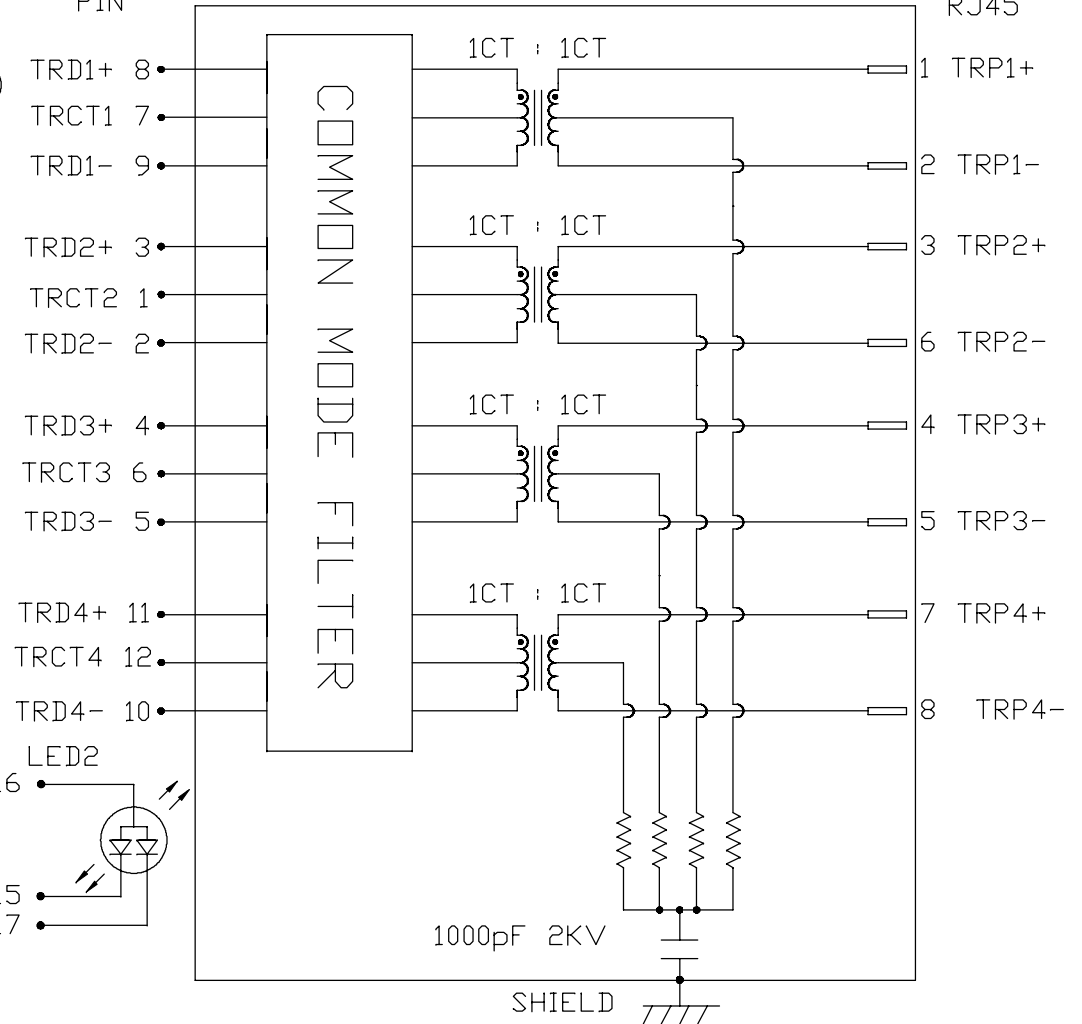 PIN RJ45
1CT : 1CT
TRD1+ 8 1 TRP1+
TRCT1 7
TRD1- 9 2 TRP1-
1CT : 1CT
TRD2+ 3 3 TRP2+
TRCT2 1
TRD2- 2 6 TRP2-
1CT : 1CT
TRD3+ 4 4 TRP3+
TRCT3 6
TRD3- 5 5 TRP3-
1CT : 1CT
TRD4+ 11 7 TRP4+
TRCT4 12
TRD4- 10 8 TRP4-
COMMON MODE FILTER
LED2
6
5
7
1000pF 2KV
SHIELD